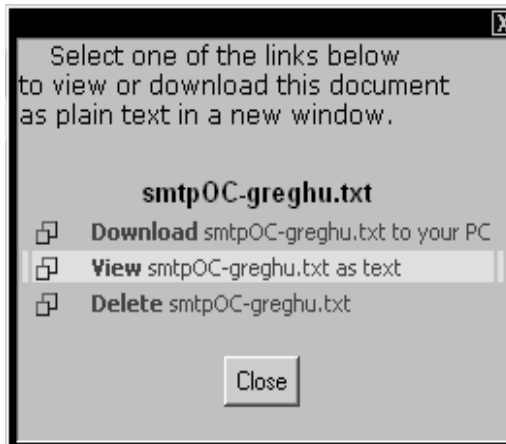 X
Select one of the links below
to view or download this document
as plain text in a new window.
smtpOC-greghu.txt
Download smtpOC-greghu.txt to your PC
View smtpOC-greghu.txt as text
Delete smtpOC-greghu.txt
Close